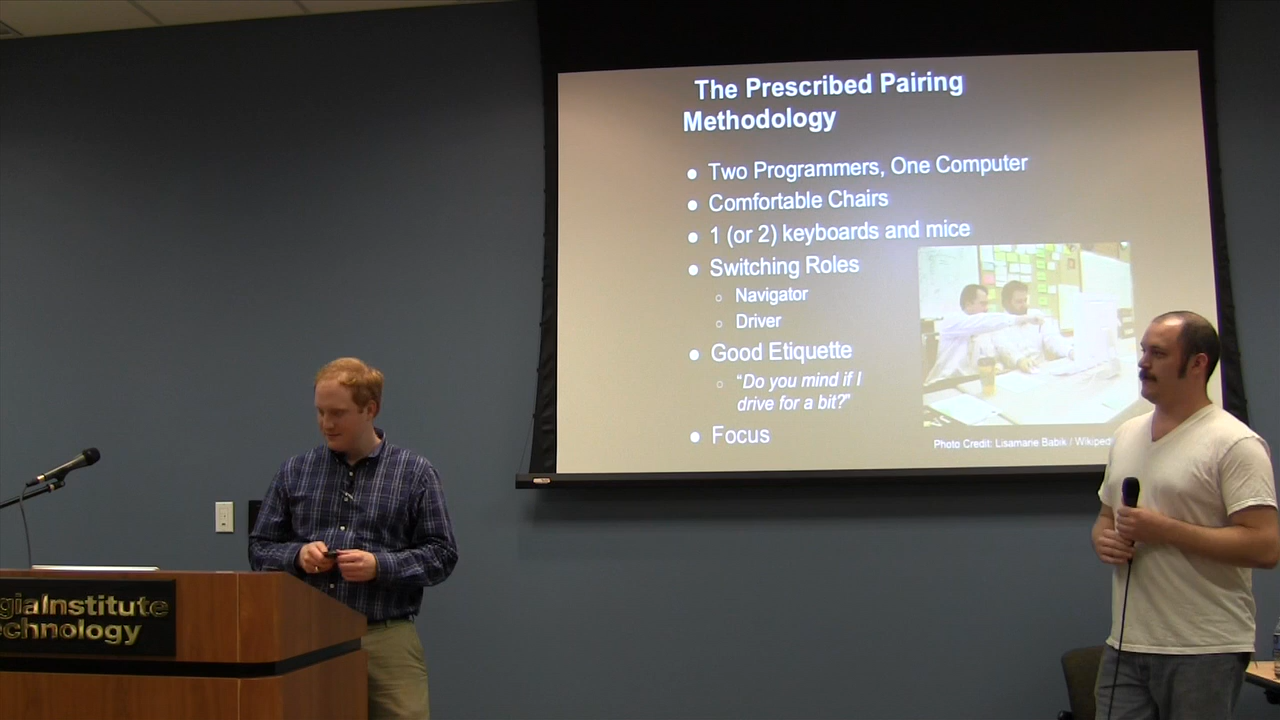 The Prescribed Pairing
Methodology
Two Programmers, One Computer
Comfortable Chairs
1 (or 2) keyboards and mice
Switching Roles
Navigator
Driver
Good Etiquette
“Do you mind if I
drive for a bit?”
Focus
Photo Credit: Lisamarie Babik / Wikiped
giaInstitute
echnology